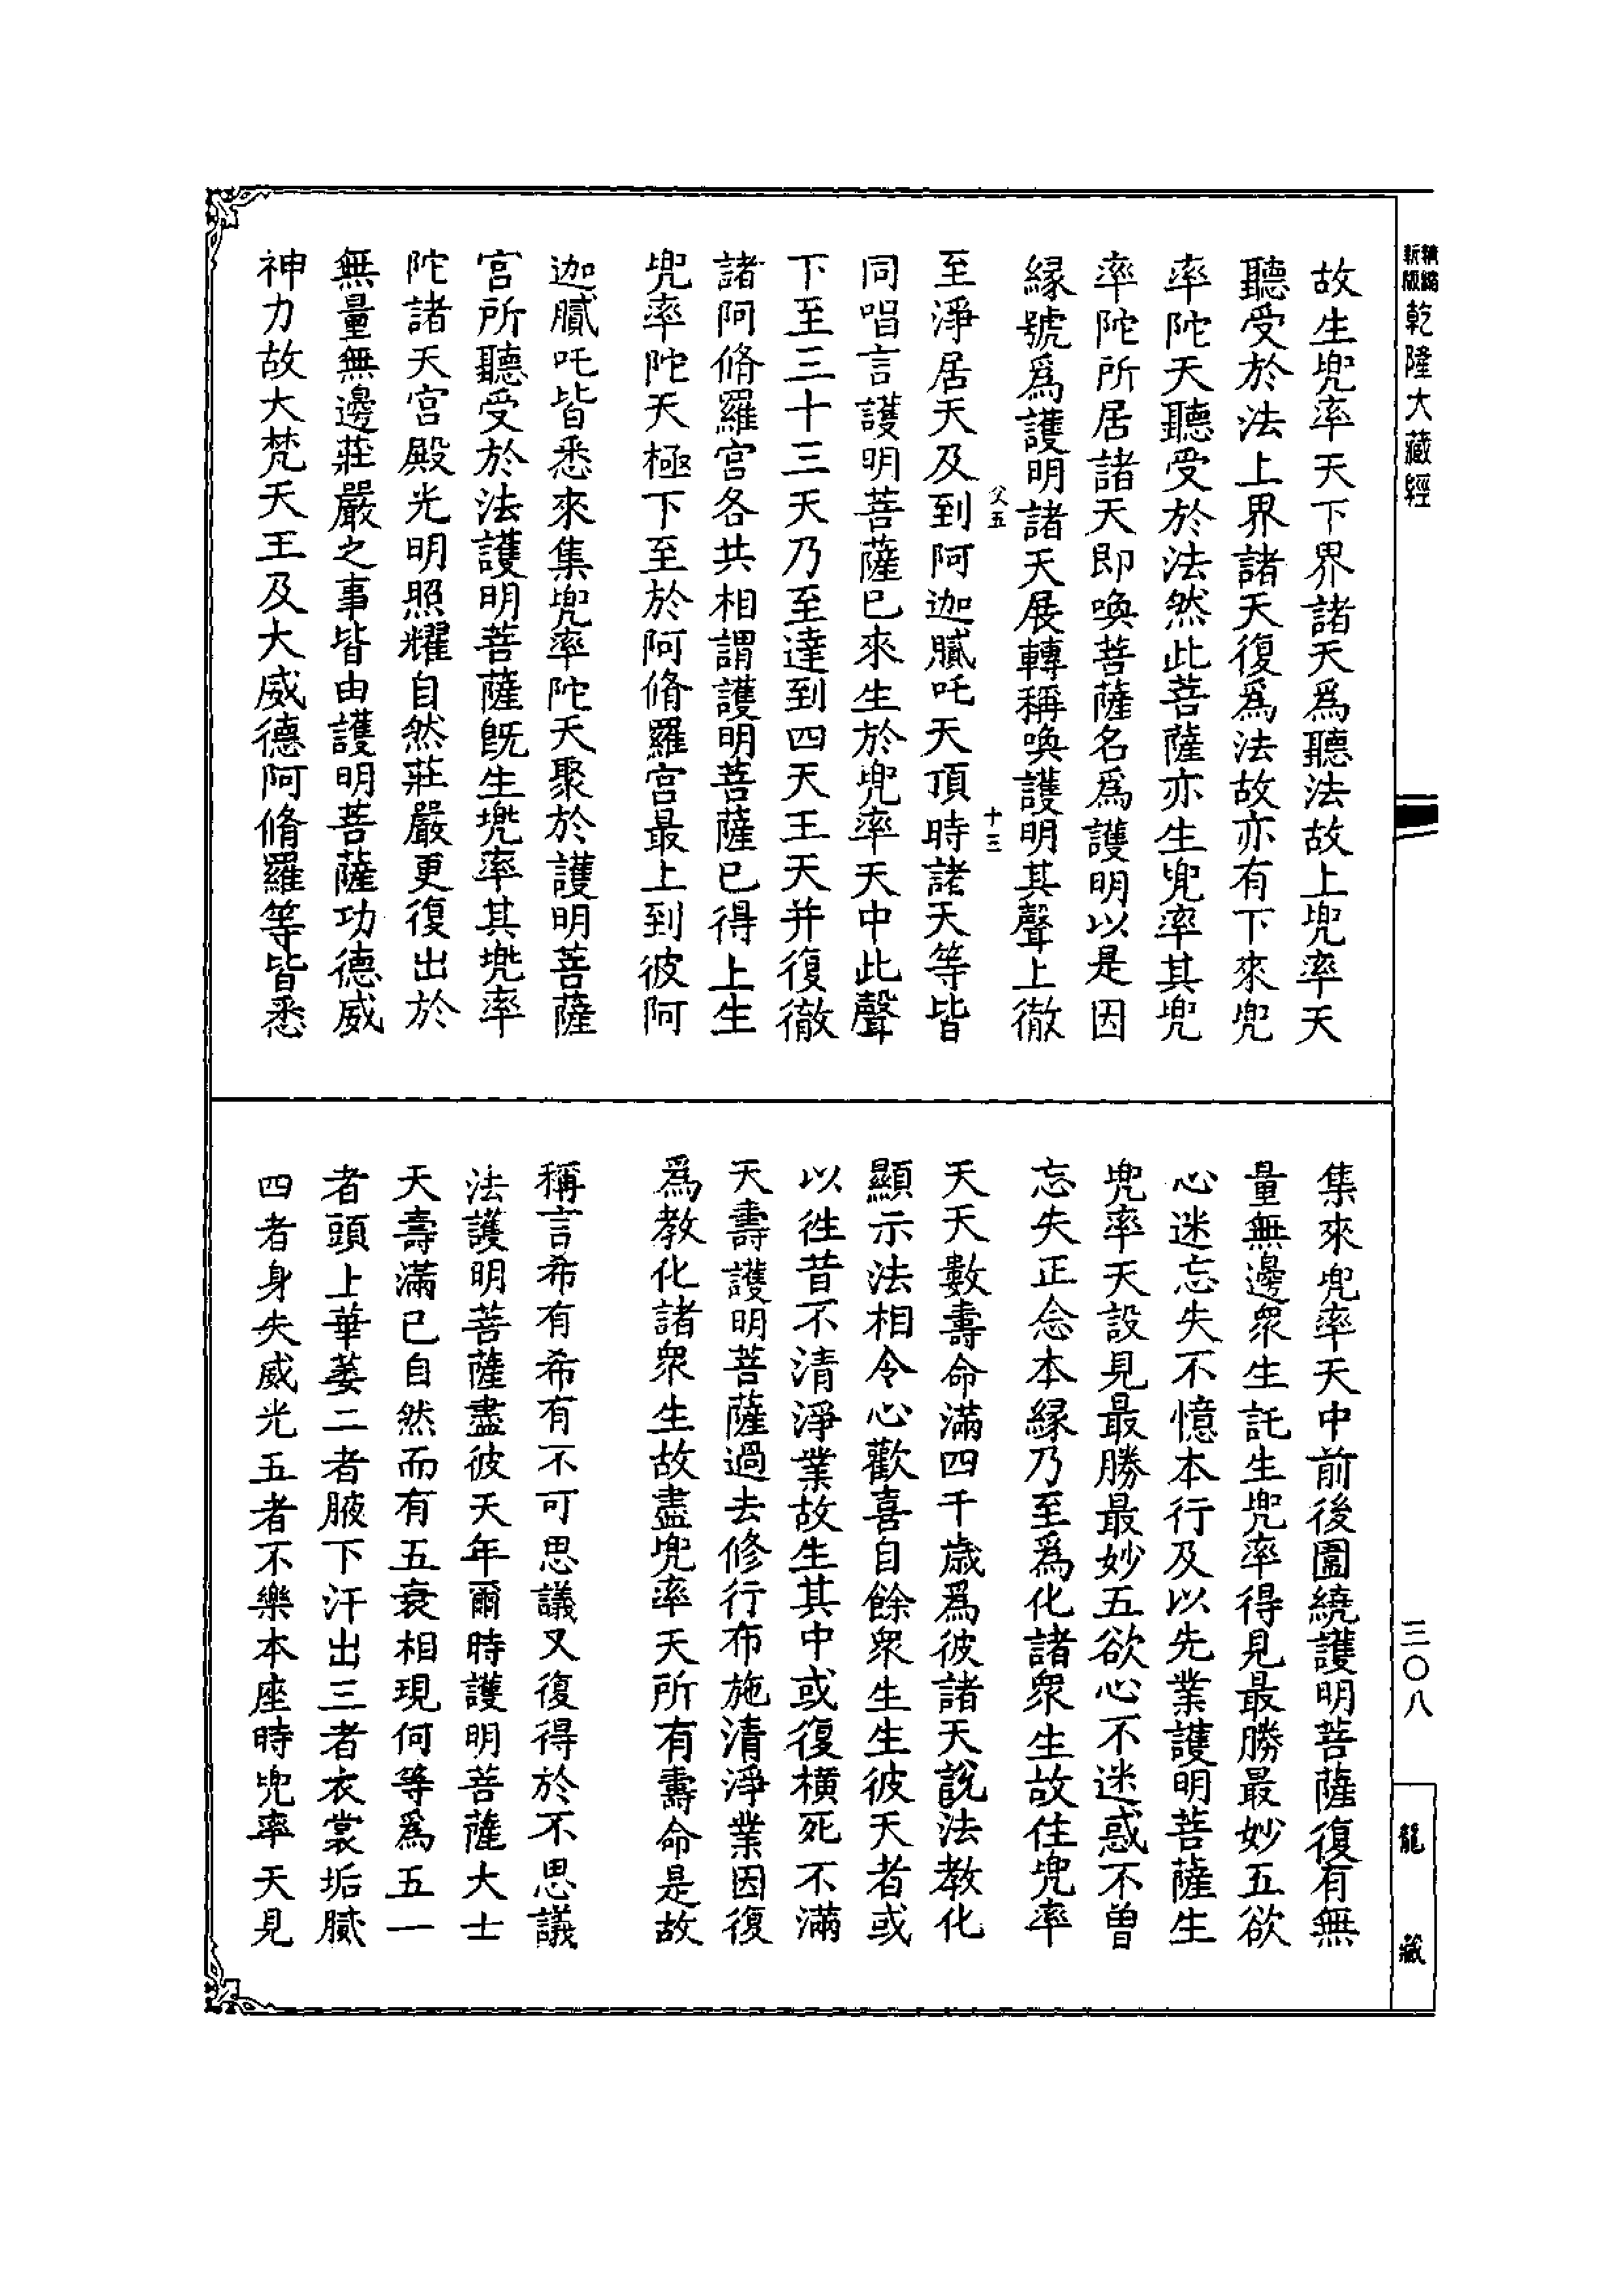 精縮新版
乾隆大藏經
故生兜率天下界諸天爲聽法故上兜率天
聽受於法上界諸天復爲法故亦有下來兜
率陀天聽受於法然此菩薩亦生兜率其兜
率陀所居諸天即喚菩薩名爲護明以是因
緣號爲護明諸天展轉稱喚護明其聲上徹
父五
十三
至淨居天及到阿迦膩吒天頂時諸天等皆
同唱言護明菩薩已來生於兜率天中此聲
下至三十三天乃至達到四天王天并復徹
諸阿脩羅宮各共相謂護明菩薩已得上生
兜率陀天極下至於阿脩羅宮最上到彼阿
迦膩吒皆悉來集兜率陀天聚於護明菩薩
宮所聽受於法護明菩薩旣生兜率其兜率
陀諸天宮殿光明照耀自然莊嚴更復出於
無量無邊莊嚴之事皆由護明菩薩功德威
神力故大梵天王及大威德阿脩羅等皆悉
集來兜率天中前後圍繞護明菩薩復有無
量無邊衆生託生兜率得見最勝最妙五欲
心迷忘失不憶本行及以先業護明菩薩生
兜率天設見最勝最妙五欲心不迷惑不曾
忘失正念本緣乃至爲化諸衆生故住兜率
天天數壽命滿四千歲爲彼諸天說法教化
顯示法相令心歡喜自餘衆生生彼天者或
以徃昔不清淨業故生其中或復橫死不滿
天壽護明菩薩過去修行布施清淨業因復
爲教化諸衆生故盡兜率天所有壽命是故
稱言希有希有不可思議又復得於不思議
法護明菩薩盡彼天年爾時護明菩薩大士
天壽滿已自然而有五衰相現何等爲五一
者頭上華萎二者腋下汗出三者衣裳垢膩
四者身失威光五者不樂本座時兜率天見
三〇八
龍藏